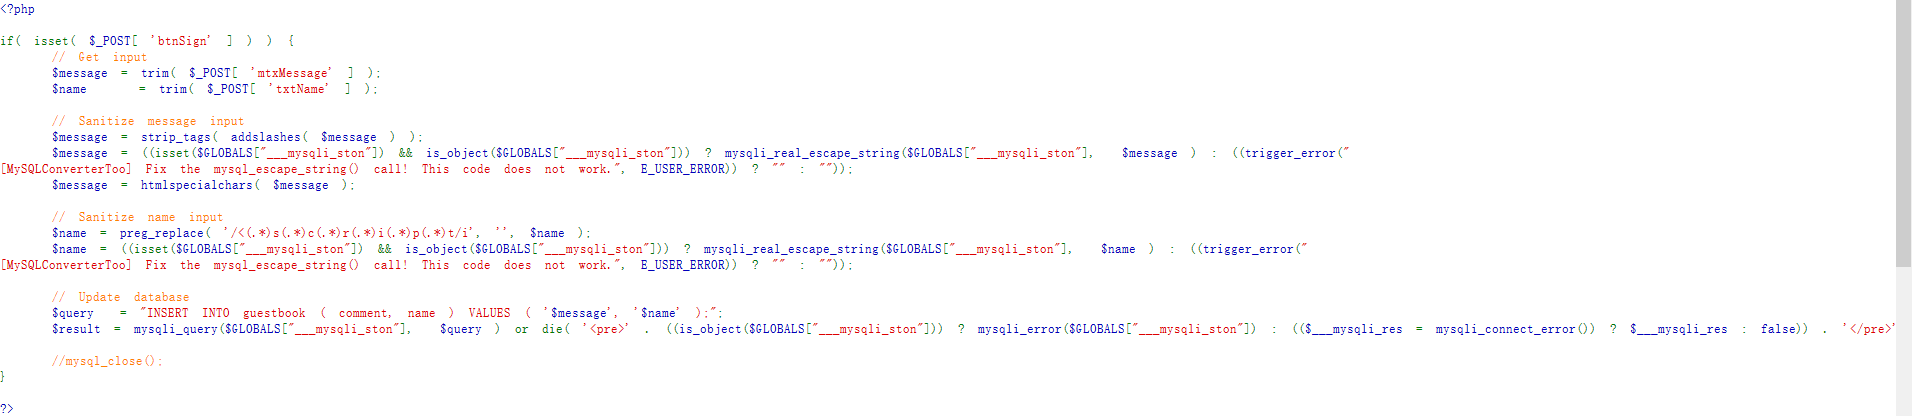 <?php
if( isset( $_POST[ 'btnSign' ] ) ) {
// Get input
$message = trim( $_POST[ 'mtxMessage' ] );
$name = trim( $_POST[ 'txtName' ] );
// Sanitize message input
$message = strip_tags( addslashes( $message ) );
$message = ((isset($GLOBALS["___mysqli_ston"]) && is_object($GLOBALS["___mysqli_ston"])) ? mysqli_real_escape_string($GLOBALS["___mysqli_ston"], $message ) : ((trigger_error("
[MySQLConverterToo] Fix the mysql_escape_string() call! This code does not work.", E_USER_ERROR)) ? "" : ""));
$message = htmlspecialchars( $message );
// Sanitize name input
$name = preg_replace( '/<(.*)s(.*)c(.*)r(.*)i(.*)p(.*)t/i', '', $name );
$name = ((isset($GLOBALS["___mysqli_ston"]) && is_object($GLOBALS["___mysqli_ston"])) ? mysqli_real_escape_string($GLOBALS["___mysqli_ston"], $name ) : ((trigger_error("
[MySQLConverterToo] Fix the mysql_escape_string() call! This code does not work.", E_USER_ERROR)) ? "" : ""));
// Update database
$query = "INSERT INTO guestbook ( comment, name ) VALUES ( '$message', '$name' );";
$result = mysqli_query($GLOBALS["___mysqli_ston"], $query ) or die( '<pre>' . ((is_object($GLOBALS["___mysqli_ston"])) ? mysqli_error($GLOBALS["___mysqli_ston"]) : (($___mysqli_res = mysqli_connect_error()) ? $___mysqli_res : false)) . '</pre>'
//mysql_close();
}
?>